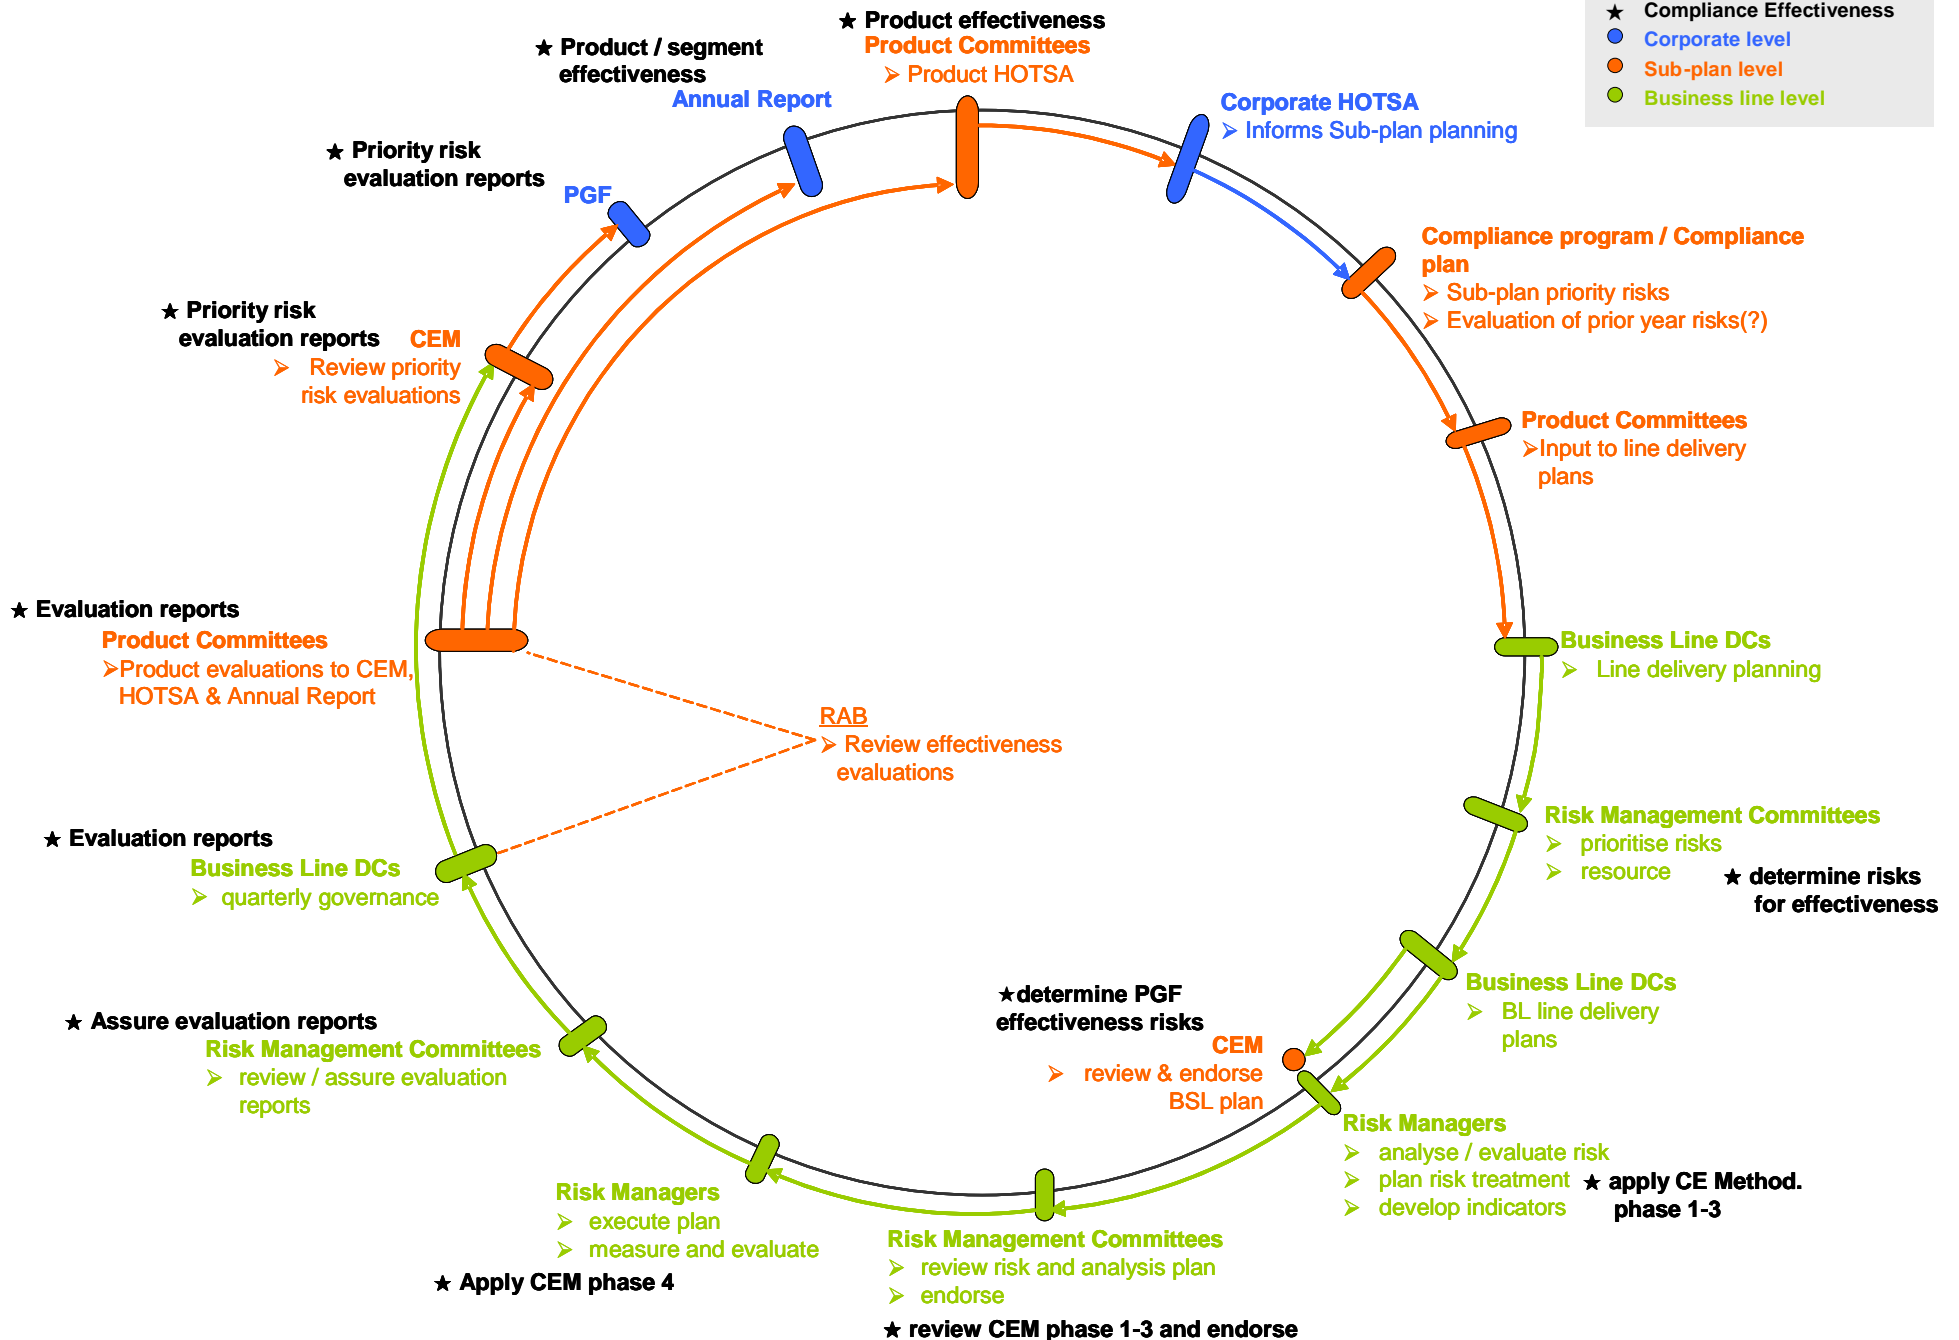 ★ Compliance Effectiveness
Corporate level
Sub-plan level
Business line level
★ Product effectiveness
Product Committees
➢ Product HOTSA
★ Product / segment
effectiveness
Annual Report
Corporate HOTSA
➢ Informs Sub-plan planning
★ Priority risk
evaluation reports
PGF
Compliance program / Compliance
plan
➢ Sub-plan priority risks
➢ Evaluation of prior year risks(?)
★ Priority risk
evaluation reports
CEM
➢ Review priority
risk evaluations
Product Committees
➢Input to line delivery
plans
★ Evaluation reports
Product Committees
➢Product evaluations to CEM,
HOTSA & Annual Report
Business Line DCs
➢ Line delivery planning
RAB
➢ Review effectiveness
evaluations
Risk Management Committees
➢ prioritise risks
➢ resource
★ determine risks
for effectiveness
★ Evaluation reports
Business Line DCs
➢ quarterly governance
Business Line DCs
➢ BL line delivery
plans
★determine PGF
effectiveness risks
CEM
➢ review & endorse
BSL plan
★ Assure evaluation reports
Risk Management Committees
➢ review / assure evaluation
reports
Risk Managers
➢ analyse / evaluate risk
➢ plan risk treatment
➢ develop indicators
★ apply CE Method.
phase 1-3
Risk Managers
➢ execute plan
➢ measure and evaluate
★ Apply CEM phase 4
Risk Management Committees
➢ review risk and analysis plan
➢ endorse
★ review CEM phase 1-3 and endorse